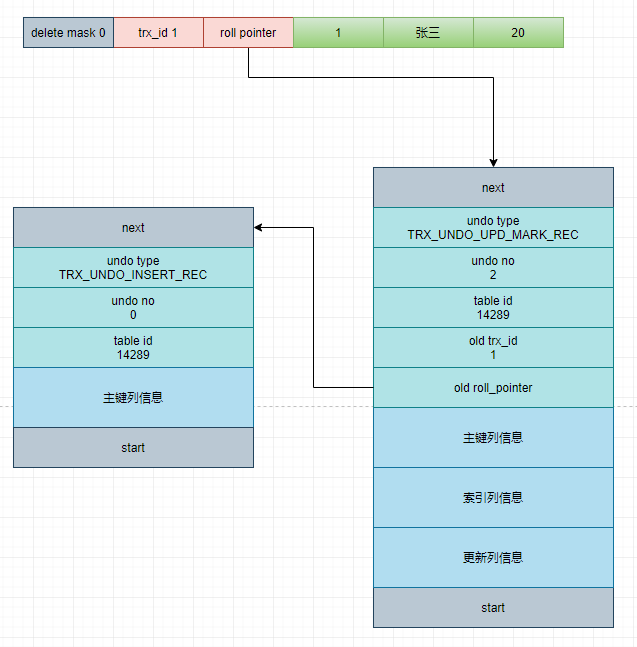 delete mask 0 trx_id 1 roll pointer 1 张三 20
next
undo type
TRX_UNDO_INSERT_REC
undo no
0
table id
14289
主键列信息
start
next
undo type
TRX_UNDO_UPD_MARK_REC
undo no
2
table id
14289
old trx_id
1
old roll_pointer
主键列信息
索引列信息
更新列信息
start